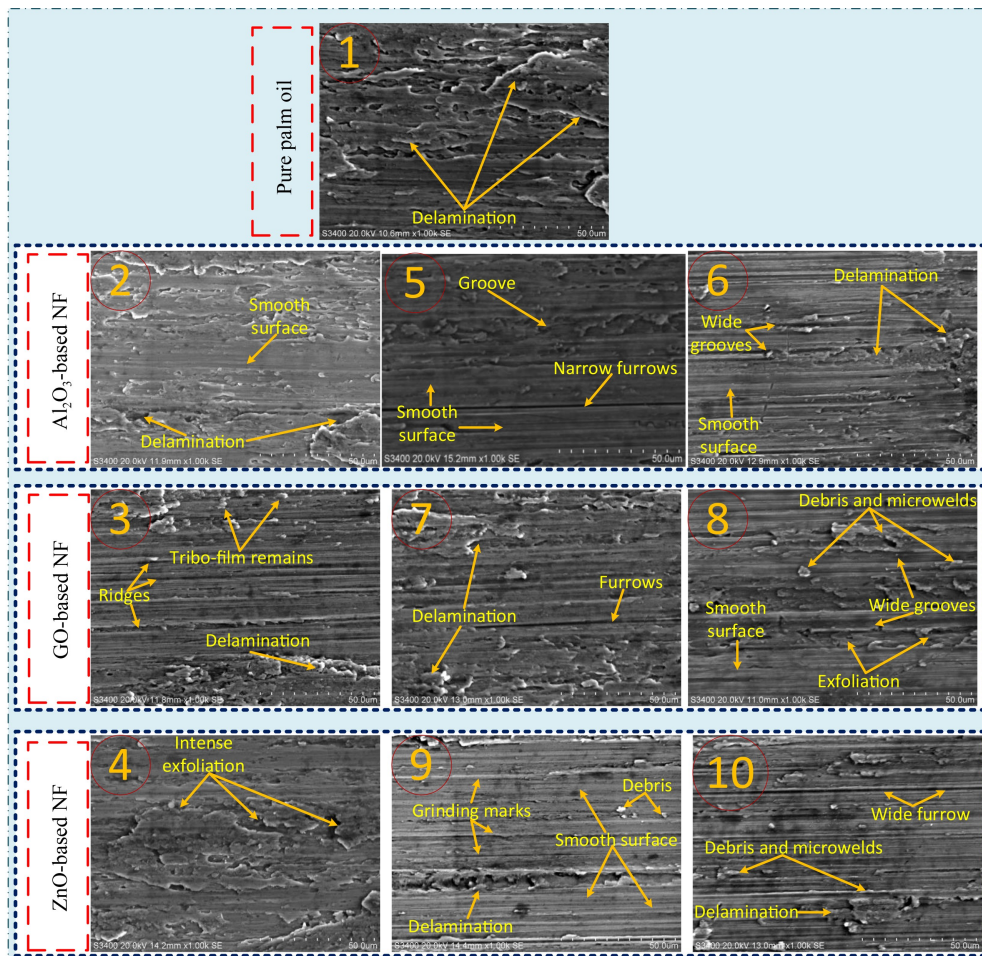 Pure palm oil
1
Delamination
S3400 20.0kV 10.6mm x1.00k SE
50.0um
Al₂O₃-based NF
2
Smooth
surface
Delamination
S3400 20.0kV 11.9mm x1.00k SE
50.0um
5
Groove
Narrow furrows
Smooth
surface
S3400 20.0kV 15.2mm x1.00k SE
50.0um
6
Delamination
Wide
grooves
Smooth
surface
S3400 20.0kV 12.9mm x1.00k SE
50.0um
GO-based NF
3
Tribo-film remains
Ridges
Delamination
S3400 20.0kV 11.8mm x1.00k SE
50.0um
7
Furrows
Delamination
S3400 20.0kV 13.0mm x1.00k SE
50.0um
8
Debris and microwelds
Smooth
surface
Wide grooves
Exfoliation
S3400 20.0kV 11.0mm x1.00k SE
50.0um
ZnO-based NF
4
Intense
exfoliation
S3400 20.0kV 14.2mm x1.00k SE
50.0um
9
Debris
Grinding marks
Smooth surface
Delamination
S3400 20.0kV 14.4mm x1.00k SE
50.0um
10
Wide furrow
Debris and microwelds
Delamination
S3400 20.0kV 13.0mm x1.00k SE
50.0um